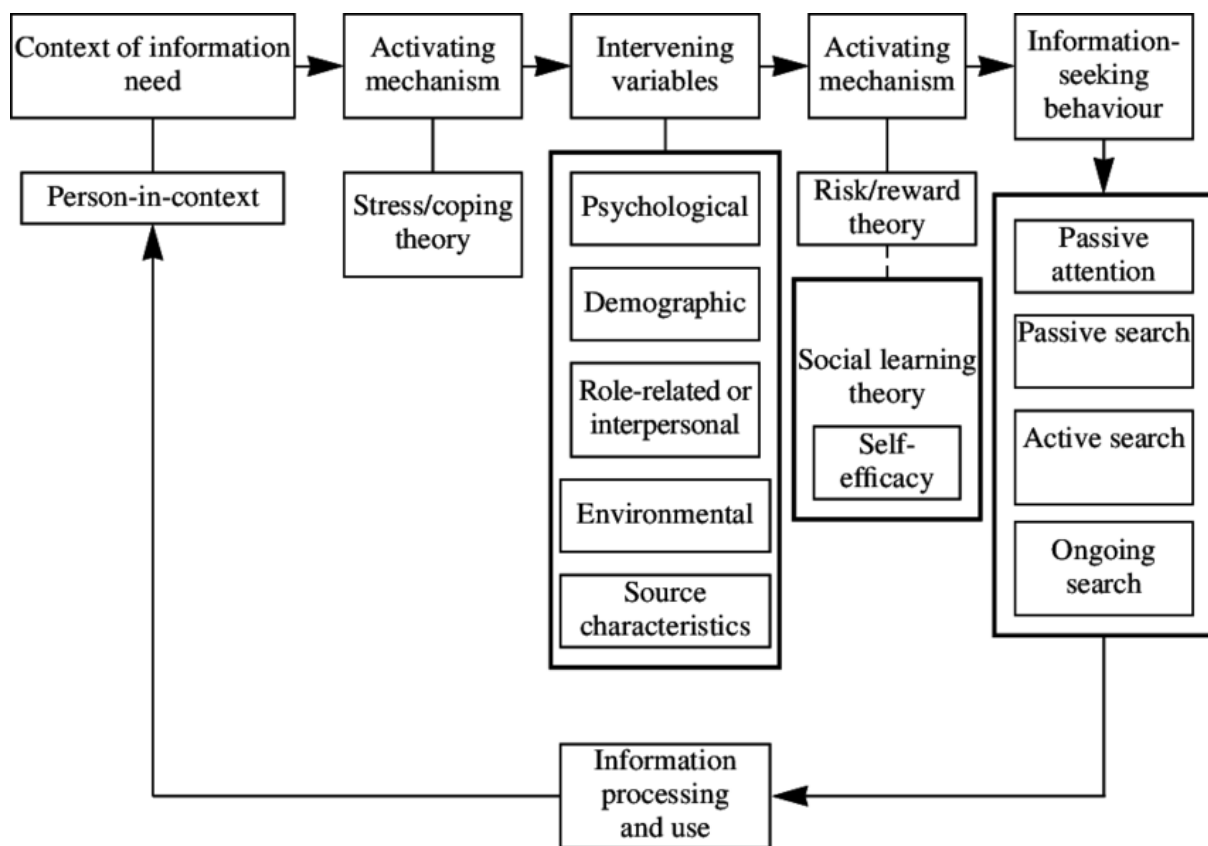 Context of information
need
Activating
mechanism
Intervening
variables
Activating
mechanism
Information-
seeking
behaviour
Person-in-context
Stress/coping
theory
Psychological
Demographic
Role-related or
interpersonal
Environmental
Source
characteristics
Risk/reward
theory
Social learning
theory
Self-
efficacy
Passive
attention
Passive search
Active search
Ongoing
search
Information
processing
and use